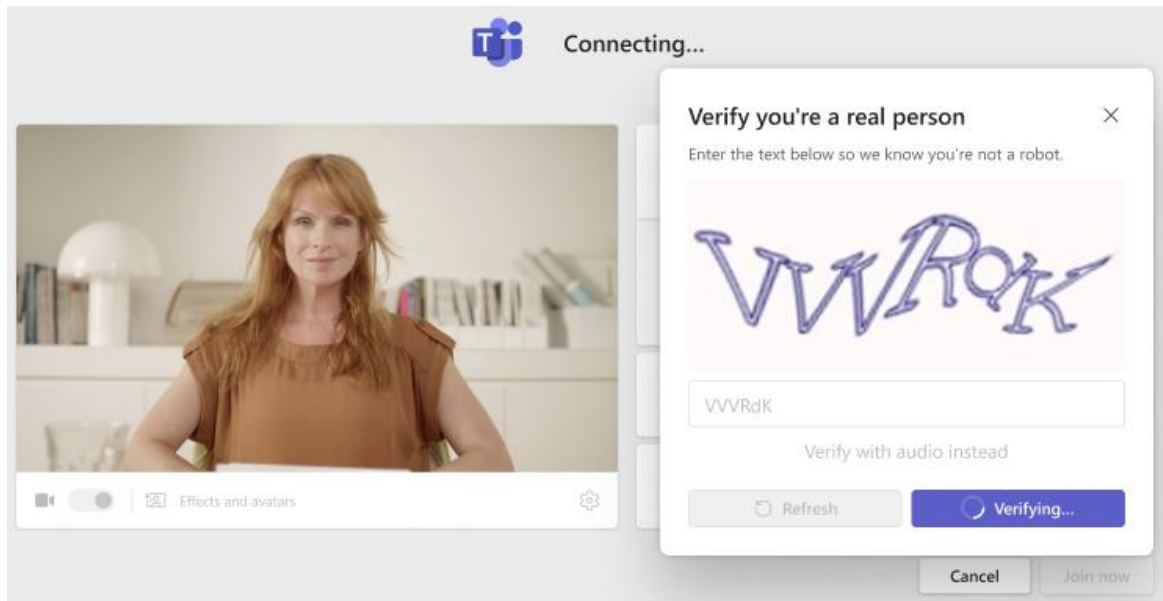 T
Connecting...
Verify you're a real person
Enter the text below so we know you're not a robot.
VVVRdK
Verify with audio instead
Effects and avatars
Refresh
Verifying...
Cancel
Join now